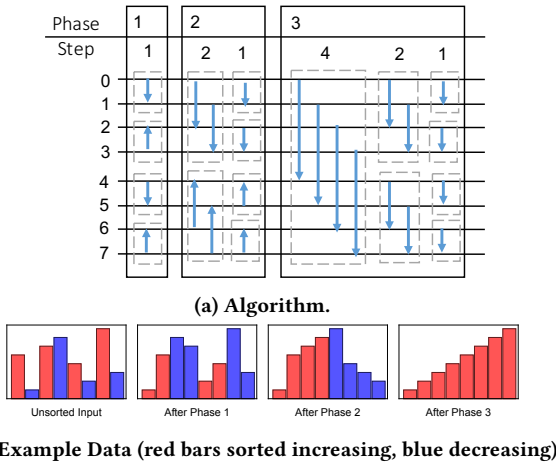 Phase 1 2 3
Step 1 2 1 4 2 1
0
1
2
3
4
5
6
7
(a) Algorithm.
Unsorted Input After Phase 1 After Phase 2 After Phase 3
Example Data (red bars sorted increasing, blue decreasing)